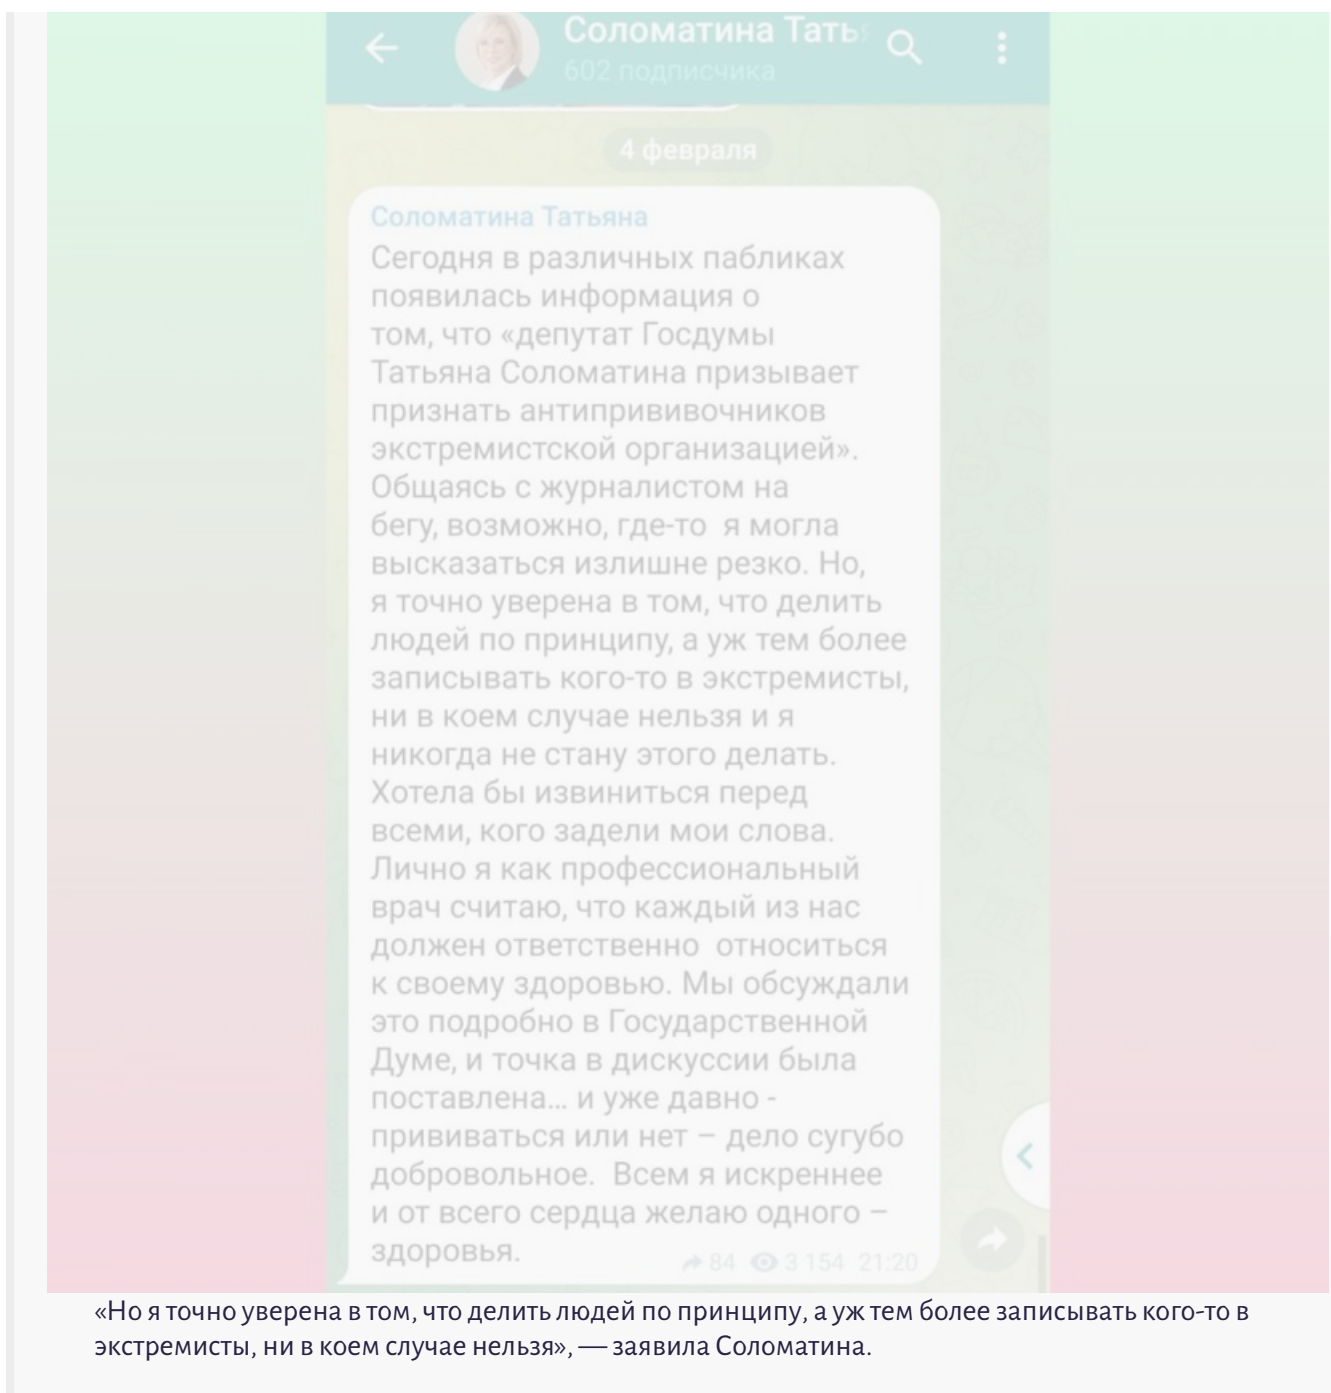 Соломатина Тать
602 подписчика
4 февраля
Соломатина Татьяна
Сегодня в различных пабликах
появилась информация о
том, что «депутат Госдумы
Татьяна Соломатина призывает
признать антипрививочников
экстремистской организацией».
Общаясь с журналистом на
бегу, возможно, где-то  я могла
высказаться излишне резко. Но,
я точно уверена в том, что делить
людей по принципу, а уж тем более
записывать кого-то в экстремисты,
ни в коем случае нельзя и я
никогда не стану этого делать.
Хотела бы извиниться перед
всеми, кого задели мои слова.
Лично я как профессиональный
врач считаю, что каждый из нас
должен ответственно  относиться
к своему здоровью. Мы обсуждали
это подробно в Государственной
Думе, и точка в дискуссии была
поставлена... и уже давно -
прививаться или нет – дело сугубо
добровольное.  Всем я искреннее
и от всего сердца желаю одного –
здоровья.
84 3 154 21:20
«Но я точно уверена в том, что делить людей по принципу, а уж тем более записывать кого-то в
экстремисты, ни в коем случае нельзя», — заявила Соломатина.